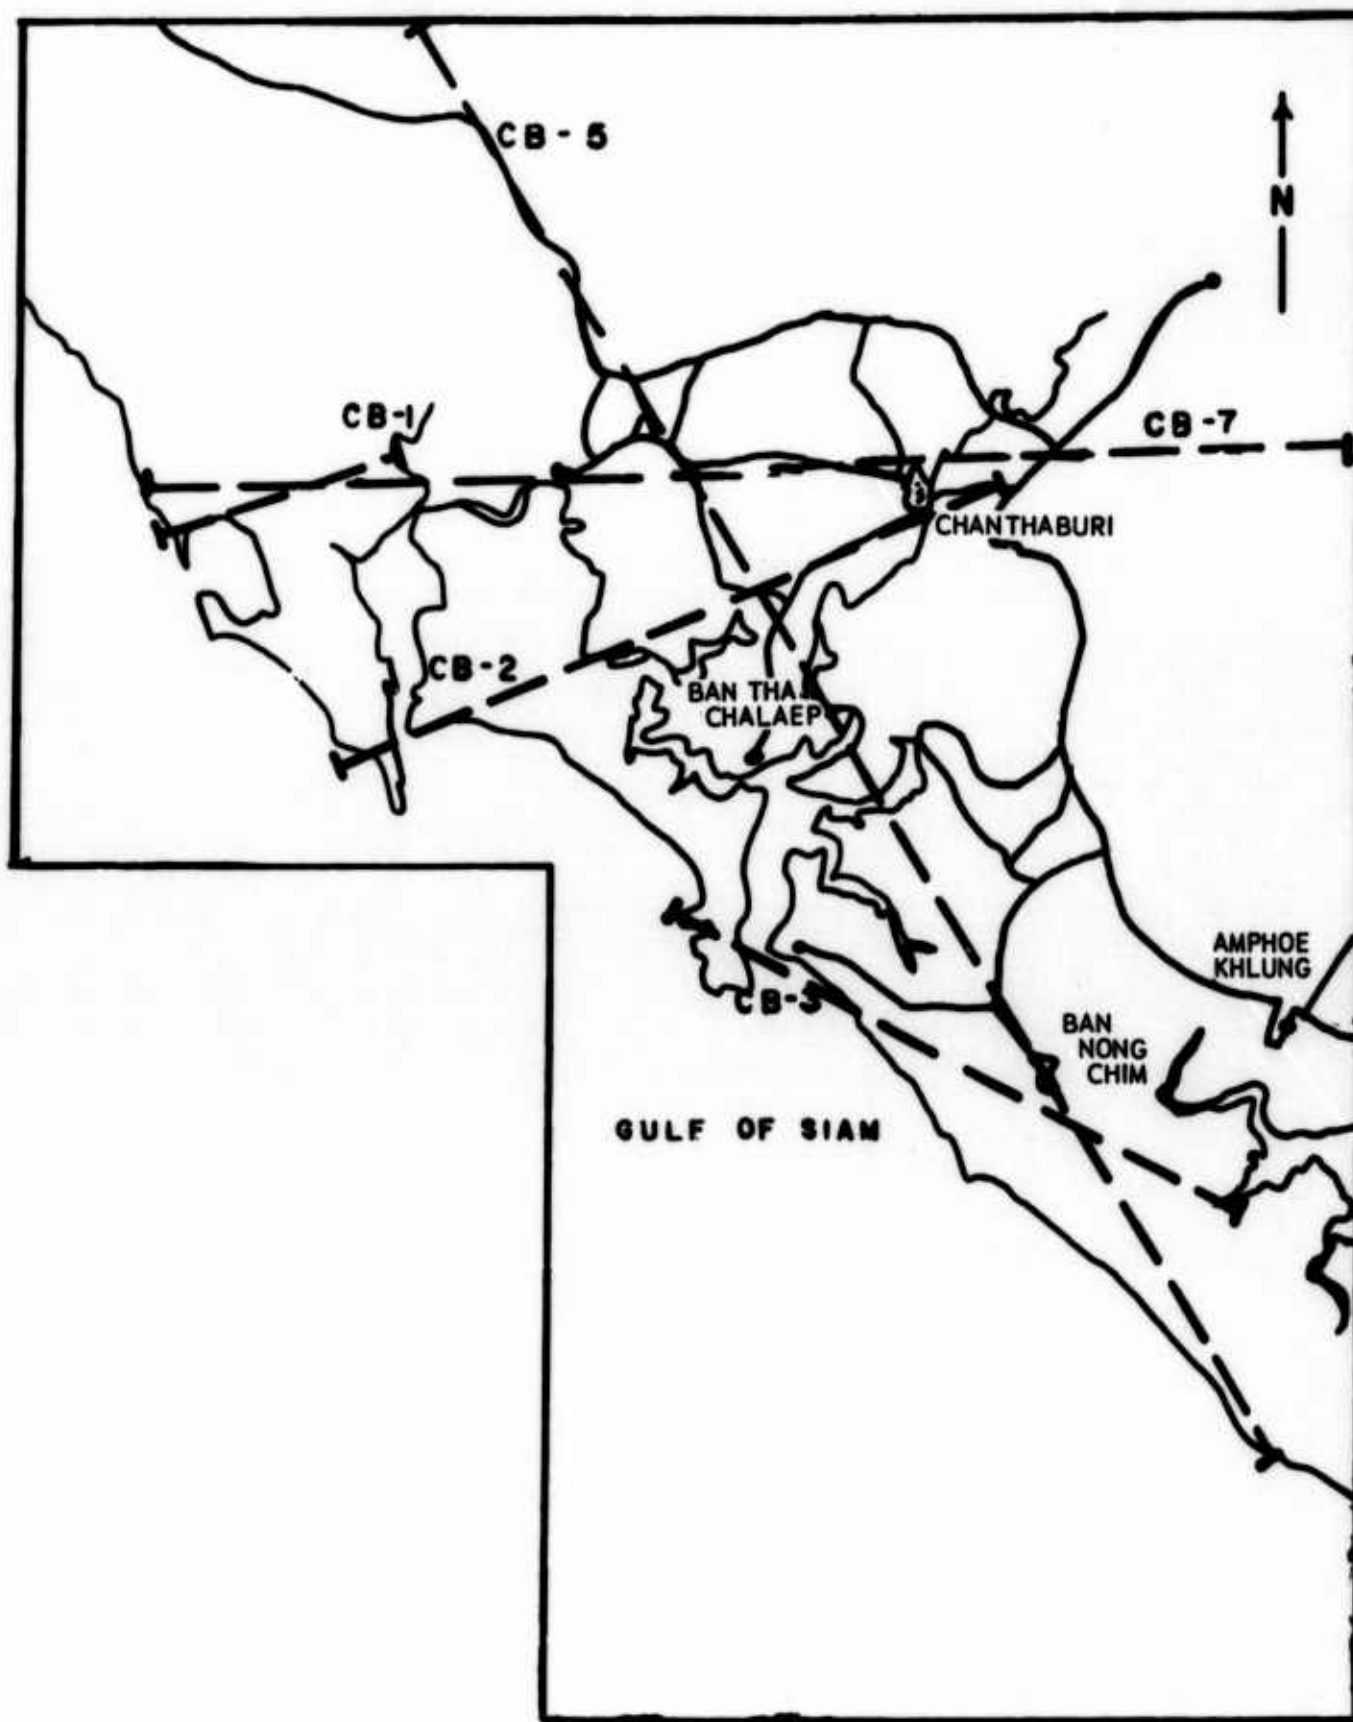 CB-5
N
CB-1
CB-7
CHANTHABURI
CB-2
BAN THA
CHALAEP
AMPHOE
KHLUNG
CB-3
BAN
NONG
CHIM
GULF OF SIAM